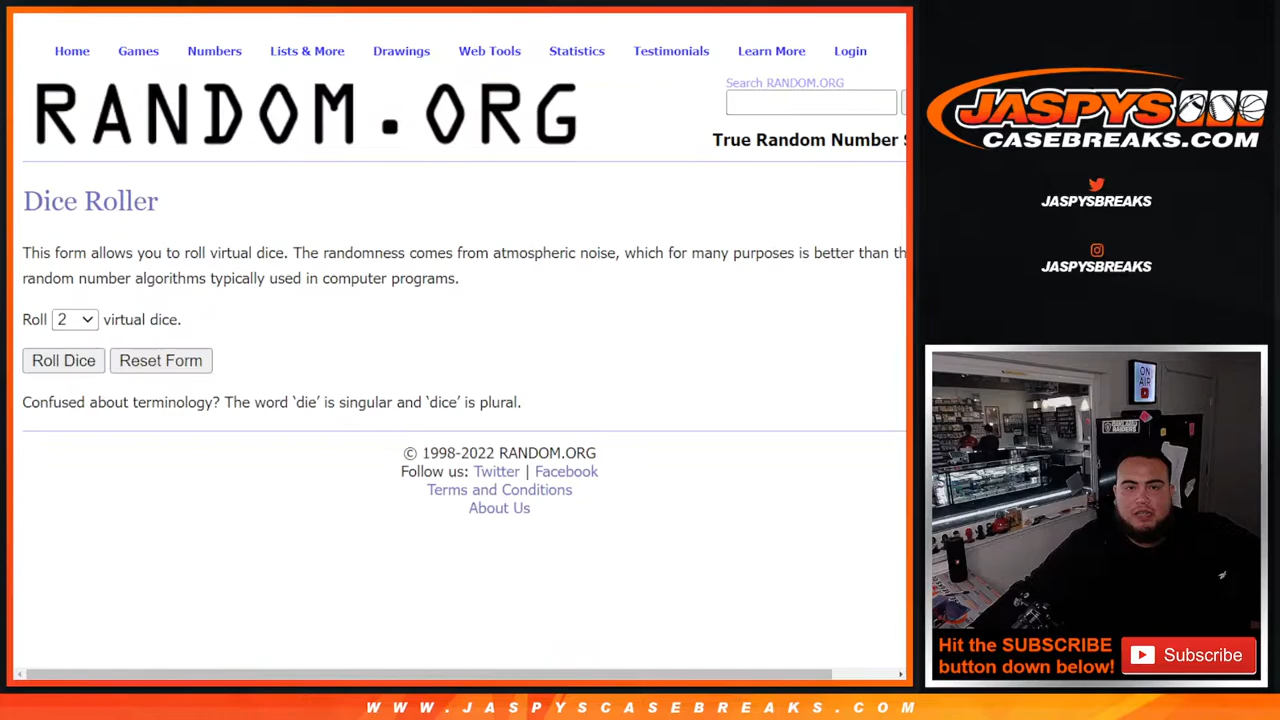 Home Games Numbers Lists & More Drawings Web Tools Statistics Testimonials Learn More Login
RANDOM.ORG
Search RANDOM.ORG
True Random Number S
Dice Roller
This form allows you to roll virtual dice. The randomness comes from atmospheric noise, which for many purposes is better than th
random number algorithms typically used in computer programs.
Roll 2 virtual dice.
Roll Dice Reset Form
Confused about terminology? The word ‘die’ is singular and ‘dice’ is plural.
© 1998-2022 RANDOM.ORG
Follow us: Twitter | Facebook
Terms and Conditions
About Us
JASPYS
CASEBREAKS.COM
JASPYSBREAKS
JASPYSBREAKS
ON
AIR
Hit the SUBSCRIBE
button down below!
Subscribe
WWW.JASPYSCASEBREAKS.COM